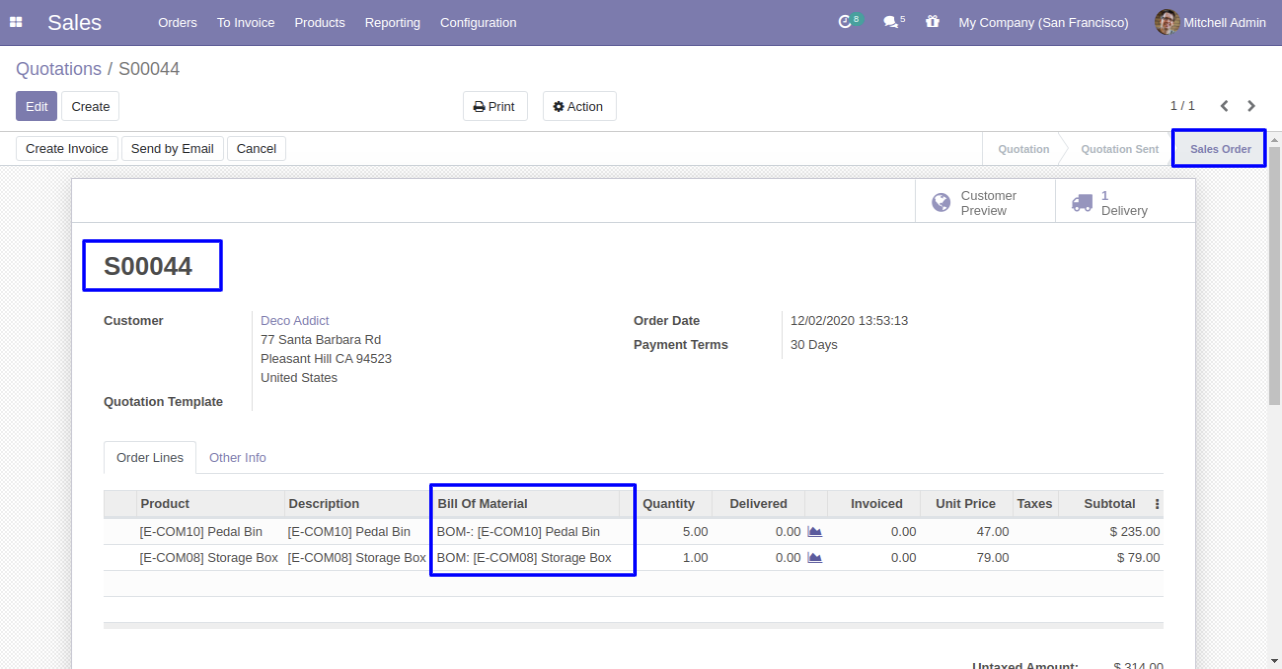 Sales Orders To Invoice Products Reporting Configuration 8 5 My Company (San Francisco) Mitchell Admin
Quotations / S00044
Edit Create Print Action 1 / 1
Create Invoice Send by Email Cancel Quotation Quotation Sent Sales Order
Customer Preview
1 Delivery
S00044
Customer Deco Addict Order Date 12/02/2020 13:53:13
77 Santa Barbara Rd Payment Terms 30 Days
Pleasant Hill CA 94523
United States
Quotation Template
Order Lines Other Info
Product Description Bill Of Material Quantity Delivered Invoiced Unit Price Taxes Subtotal
[E-COM10] Pedal Bin [E-COM10] Pedal Bin BOM-: [E-COM10] Pedal Bin 5.00 0.00 0.00 47.00 $ 235.00
[E-COM08] Storage Box [E-COM08] Storage Box BOM: [E-COM08] Storage Box 1.00 0.00 0.00 79.00 $ 79.00
Untaxed Amount: $ 314.00